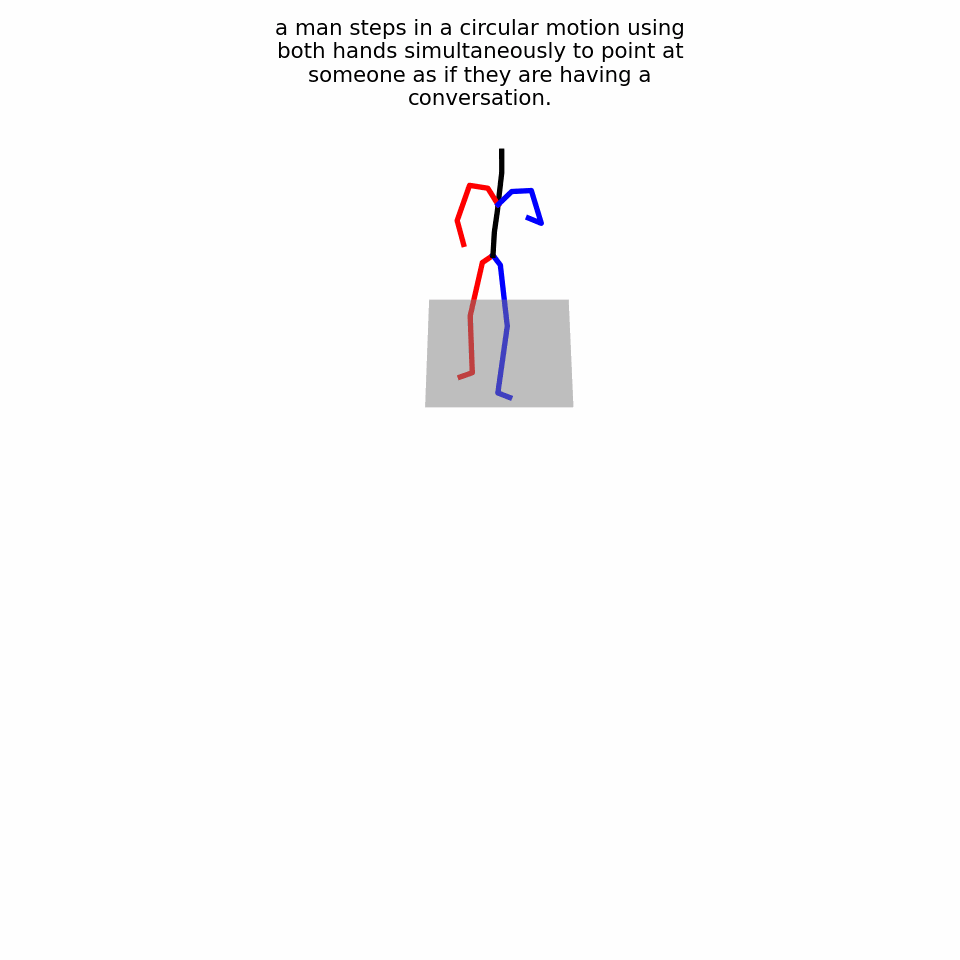 a man steps in a circular motion using
both hands simultaneously to point at
someone as if they are having a
conversation.